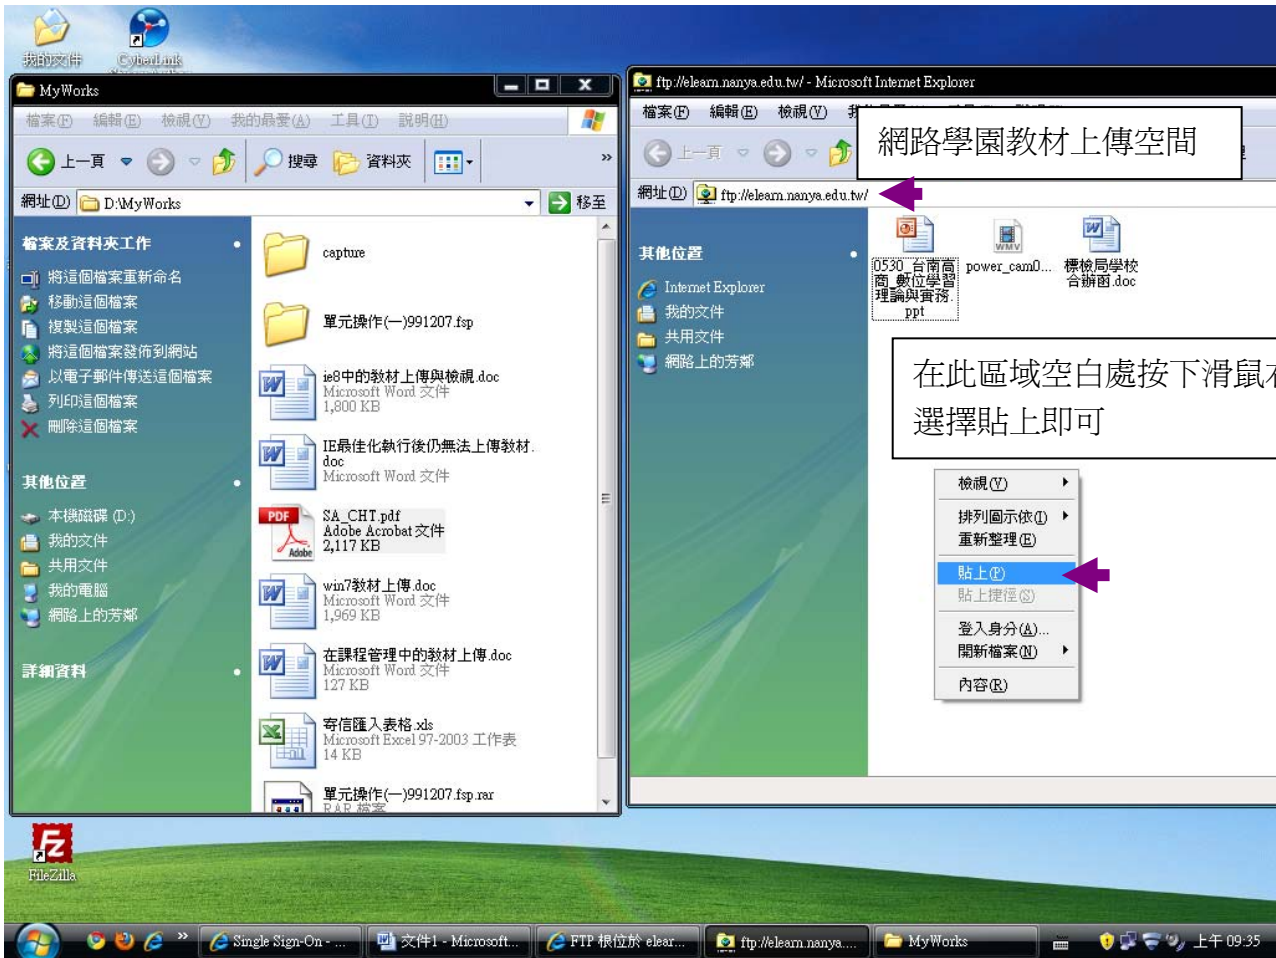 我的文件
CyberLink
MyWorks
檔案(F) 編輯(E) 檢視(V) 我的最愛(A) 工具(T) 說明(H)
上一頁 搜尋 資料夾
網址(D) D:\MyWorks 移至
檔案及資料夾工作
將這個檔案重新命名
移動這個檔案
複製這個檔案
將這個檔案發佈到網站
以電子郵件傳送這個檔案
列印這個檔案
刪除這個檔案
其他位置
本機磁碟 (D:)
我的文件
共用文件
我的電腦
網路上的芳鄰
詳細資料
capture
單元操作(一)991207.fsp
ie8中的教材上傳與檢視.doc
Microsoft Word 文件
1,800 KB
IE最佳化執行後仍無法上傳教材.
doc
Microsoft Word 文件
PDF
Adobe
SA_CHT.pdf
Adobe Acrobat 文件
2,117 KB
win7教材上傳.doc
Microsoft Word 文件
1,969 KB
在課程管理中的教材上傳.doc
Microsoft Word 文件
127 KB
寄信匯入表格.xls
Microsoft Excel 97-2003 工作表
14 KB
單元操作(一)991207.fsp.rar
RAR 檔案
ftp://elearn.nanya.edu.tw/ - Microsoft Internet Explorer
檔案(F) 編輯(E) 檢視(V)
上一頁
網路學園教材上傳空間
網址(D) ftp://elearn.nanya.edu.tw/
其他位置
Internet Explorer
我的文件
共用文件
網路上的芳鄰
0530_台南高
商_數位學習
理論與實務.
ppt
WMV
power_cam0...
標檢局學校
合辦函.doc
在此區域空白處按下滑鼠右
選擇貼上即可
檢視(V)
排列圖示依(I)
重新整理(E)
貼上(P)
貼上捷徑(S)
登入身分(A)...
開新檔案(N)
內容(R)
FileZilla
Single Sign-On - ...
文件1 - Microsoft...
FTP 根位於 elear...
ftp://elearn.nanya....
MyWorks
上午 09:35